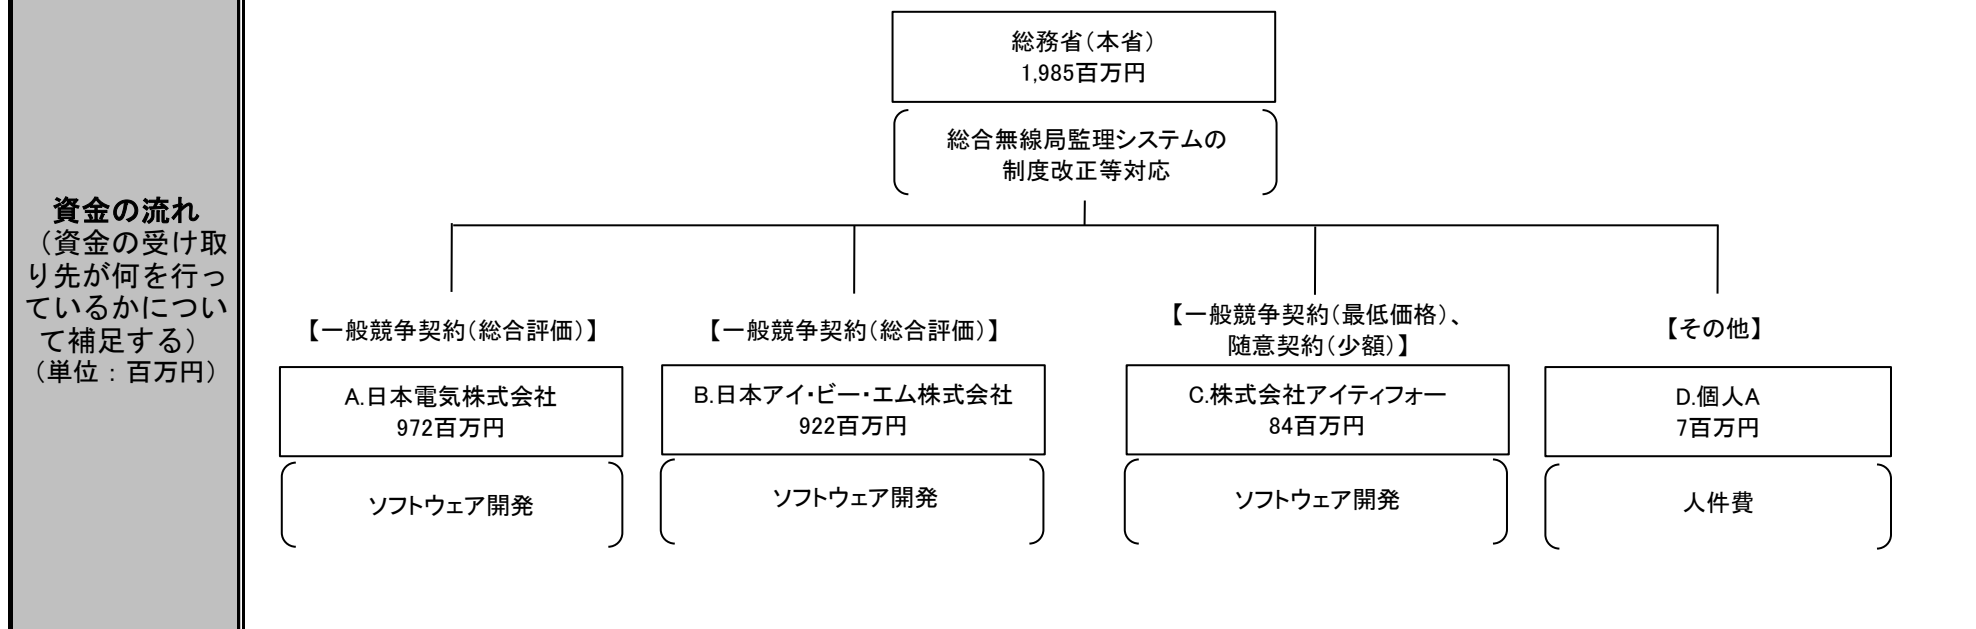 資金の流れ
（資金の受け取
り先が何を行っ
ているかについ
て補足する）
（単位：百万円）
総務省（本省）
1,985百万円
総合無線局監理システムの
制度改正等対応
【一般競争契約（総合評価）】
A.日本電気株式会社
972百万円
ソフトウェア開発
【一般競争契約（総合評価）】
B.日本アイ・ビー・エム株式会社
922百万円
ソフトウェア開発
【一般競争契約（最低価格）、
随意契約（少額）】
C.株式会社アイティフォー
84百万円
ソフトウェア開発
【その他】
D.個人A
7百万円
人件費